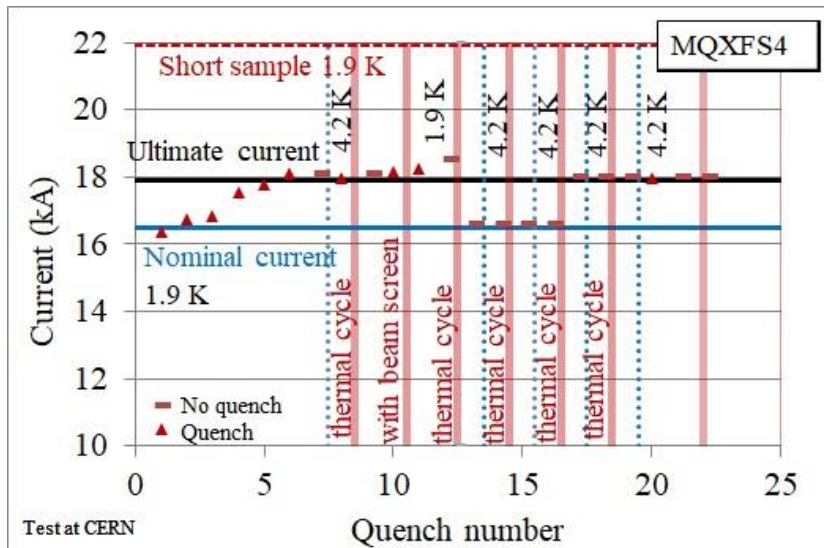 MQXFS4
22
20
18
16
14
12
10
Current (kA)
Short sample 1.9 K
Ultimate current
Nominal current
1.9 K
4.2 K
1.9 K
4.2 K
4.2 K
4.2 K
4.2 K
thermal cycle
with beam screen
thermal cycle
thermal cycle
thermal cycle
thermal cycle
No quench
Quench
0
5
10
15
20
25
Test at CERN
Quench number